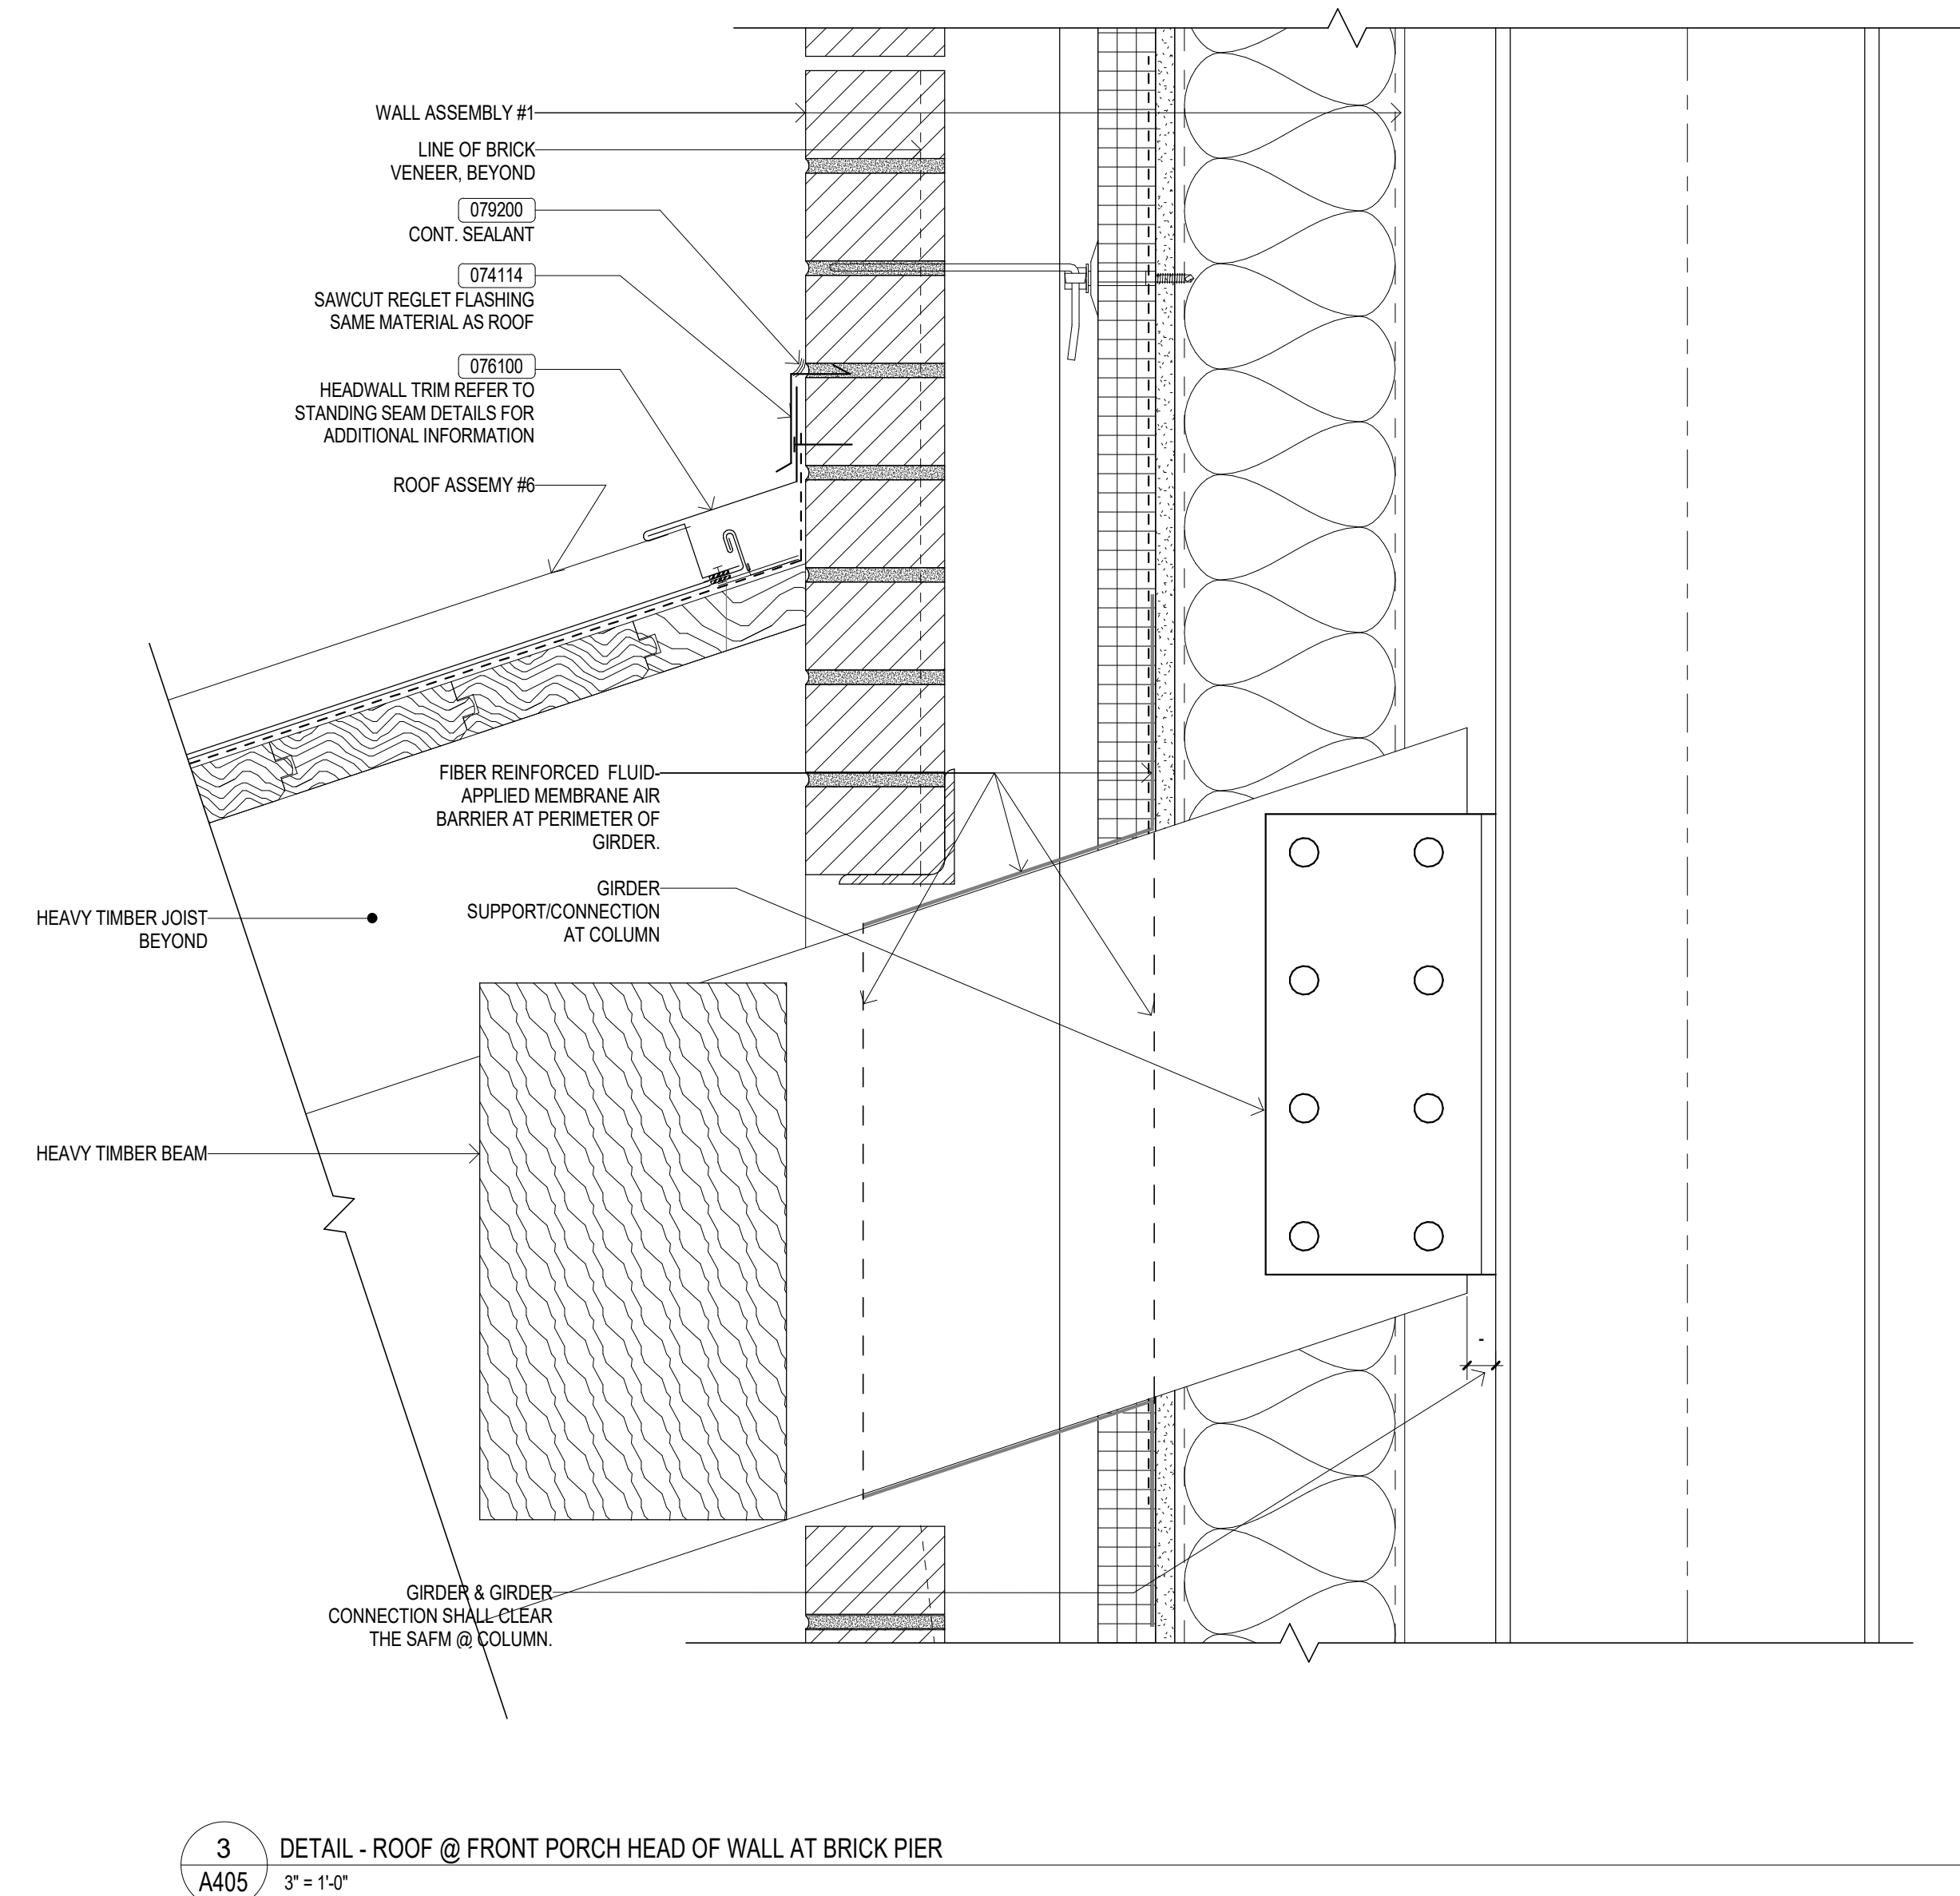 WALL ASSEMBLY #1
LINE OF BRICK
VENEER, BEYOND
079200
CONT. SEALANT
074114
SAWCUT REGLET FLASHING
SAME MATERIAL AS ROOF
076100
HEADWALL TRIM REFER TO
STANDING SEAM DETAILS FOR
ADDITIONAL INFORMATION
ROOF ASSEMY #6
FIBER REINFORCED FLUID-
APPLIED MEMBRANE AIR
BARRIER AT PERIMETER OF
GIRDER.
GIRDER
SUPPORT/CONNECTION
AT COLUMN
HEAVY TIMBER JOIST
BEYOND
HEAVY TIMBER BEAM
-
GIRDER & GIRDER
CONNECTION SHALL CLEAR
THE SAFM @ COLUMN.
3
DETAIL - ROOF @ FRONT PORCH HEAD OF WALL AT BRICK PIER
A405
3" = 1'-0"